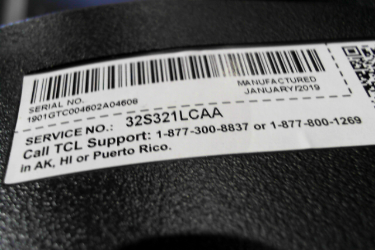 SERIAL NO.
1901GTC004602A04606
MANUFACTURED
JANUARY/2019
SERVICE NO.: 32S321LCAA
Call TCL Support: 1-877-300-8837 or 1-877-800-1269
in AK, HI or Puerto Rico.